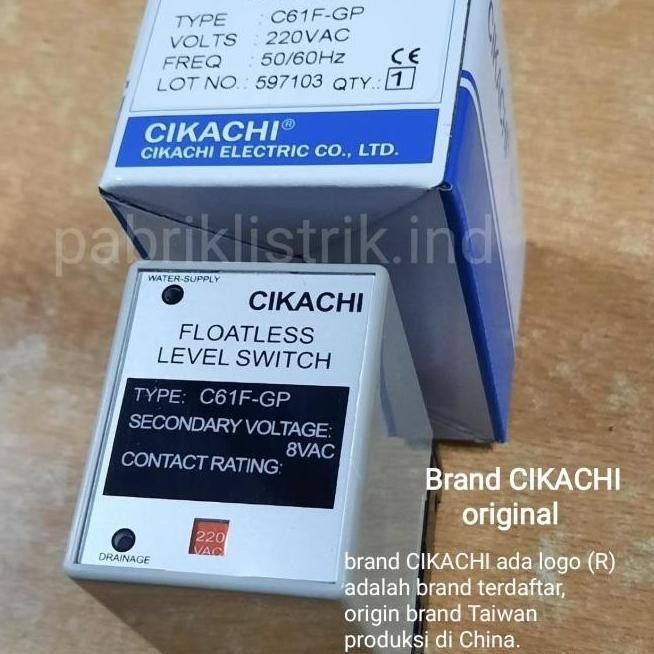 TYPE : C61F-GP
VOLTS : 220VAC
FREQ : 50/60Hz
CE
LOT NO. : 597103 QTY.: 1
CIKACHI®
CIKACHI ELECTRIC CO., LTD.
CIKACHI
pabriklistrik.ind
WATER-SUPPLY
CIKACHI
FLOATLESS
LEVEL SWITCH
TYPE: C61F-GP
SECONDARY VOLTAGE:
8VAC
CONTACT RATING:
220
VAC
DRAINAGE
Brand CIKACHI
original
brand CIKACHI ada logo (R)
adalah brand terdaftar,
origin brand Taiwan
produksi di China.